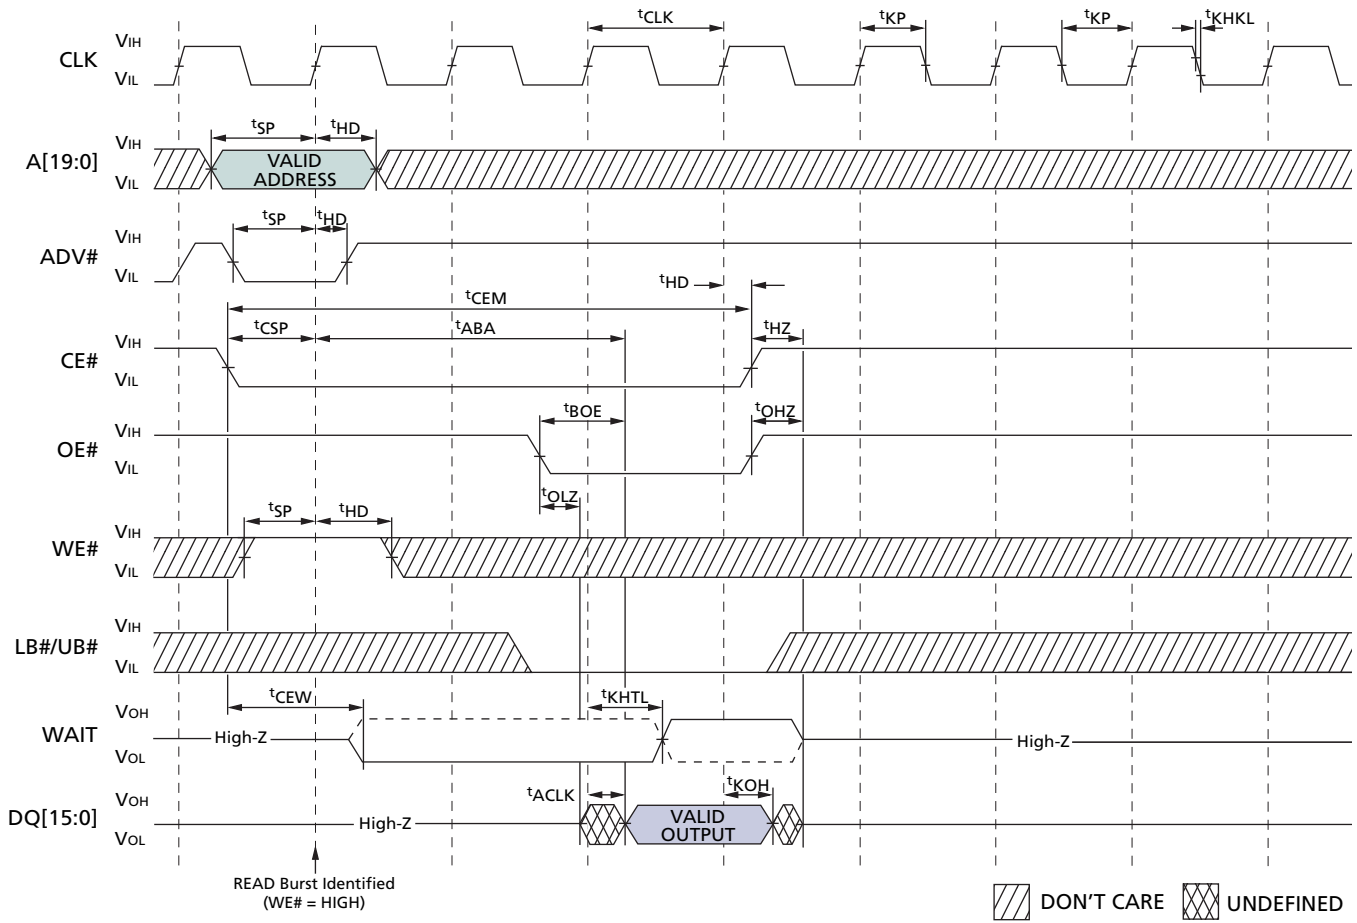 tCLK
tKP
tKP
tKHKL
CLK
VIH
VIL
tSP
tHD
A[19:0]
VIH
VIL
VALID
ADDRESS
tSP
tHD
ADV#
VIH
VIL
tHD
tCEM
tCSP
tABA
tHZ
CE#
VIH
VIL
tBOE
tOHZ
OE#
VIH
VIL
tOLZ
tSP
tHD
WE#
VIH
VIL
LB#/UB#
VIH
VIL
tCEW
tKHTL
WAIT
VOH
VOL
High-Z
High-Z
tACLK
tKOH
DQ[15:0]
VOH
VOL
High-Z
VALID
OUTPUT
READ Burst Identified
(WE# = HIGH)
DON'T CARE
UNDEFINED